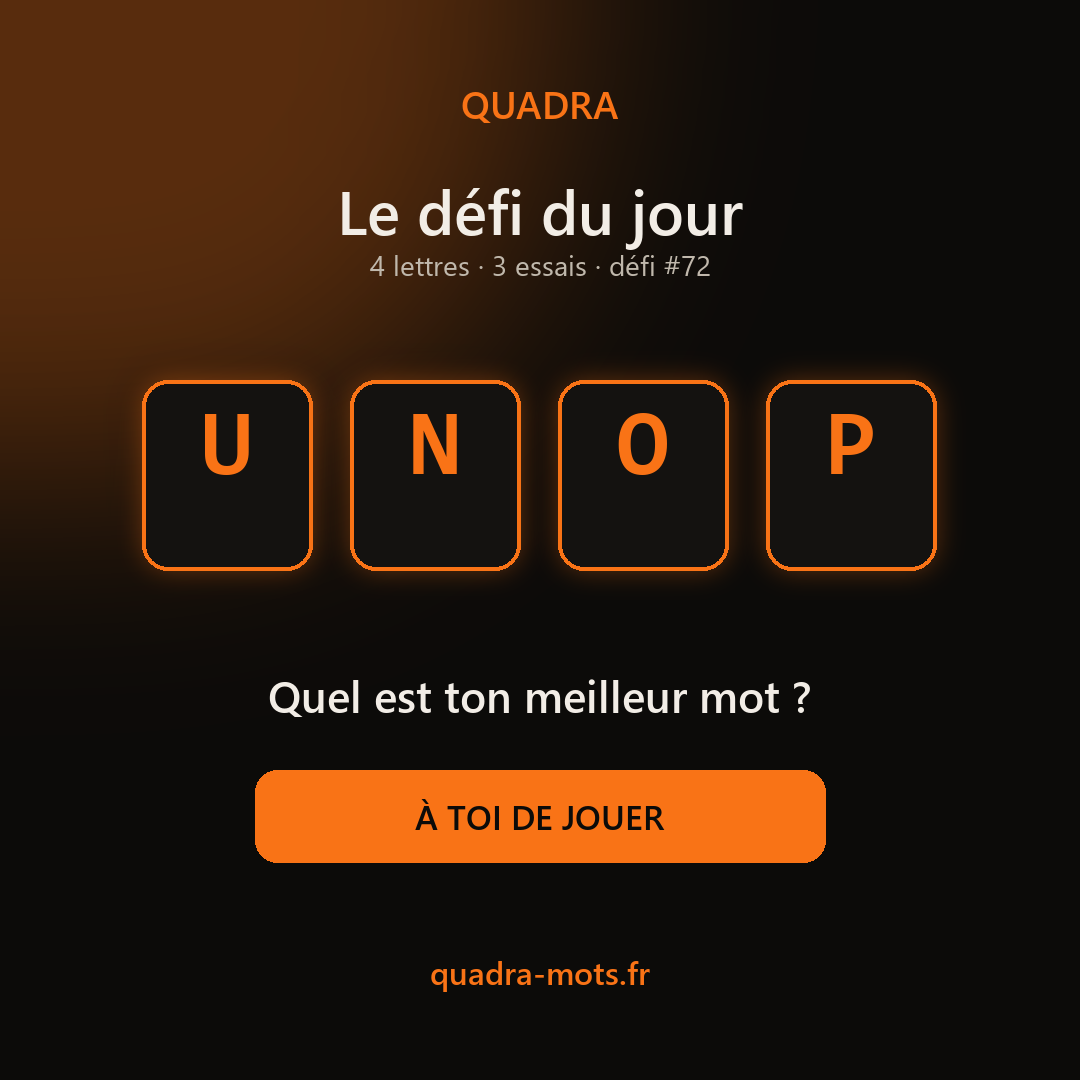 QUADRA
Le défi du jour
4 lettres · 3 essais · défi #72
U N O P
Quel est ton meilleur mot ?
À TOI DE JOUER
quadra-mots.fr